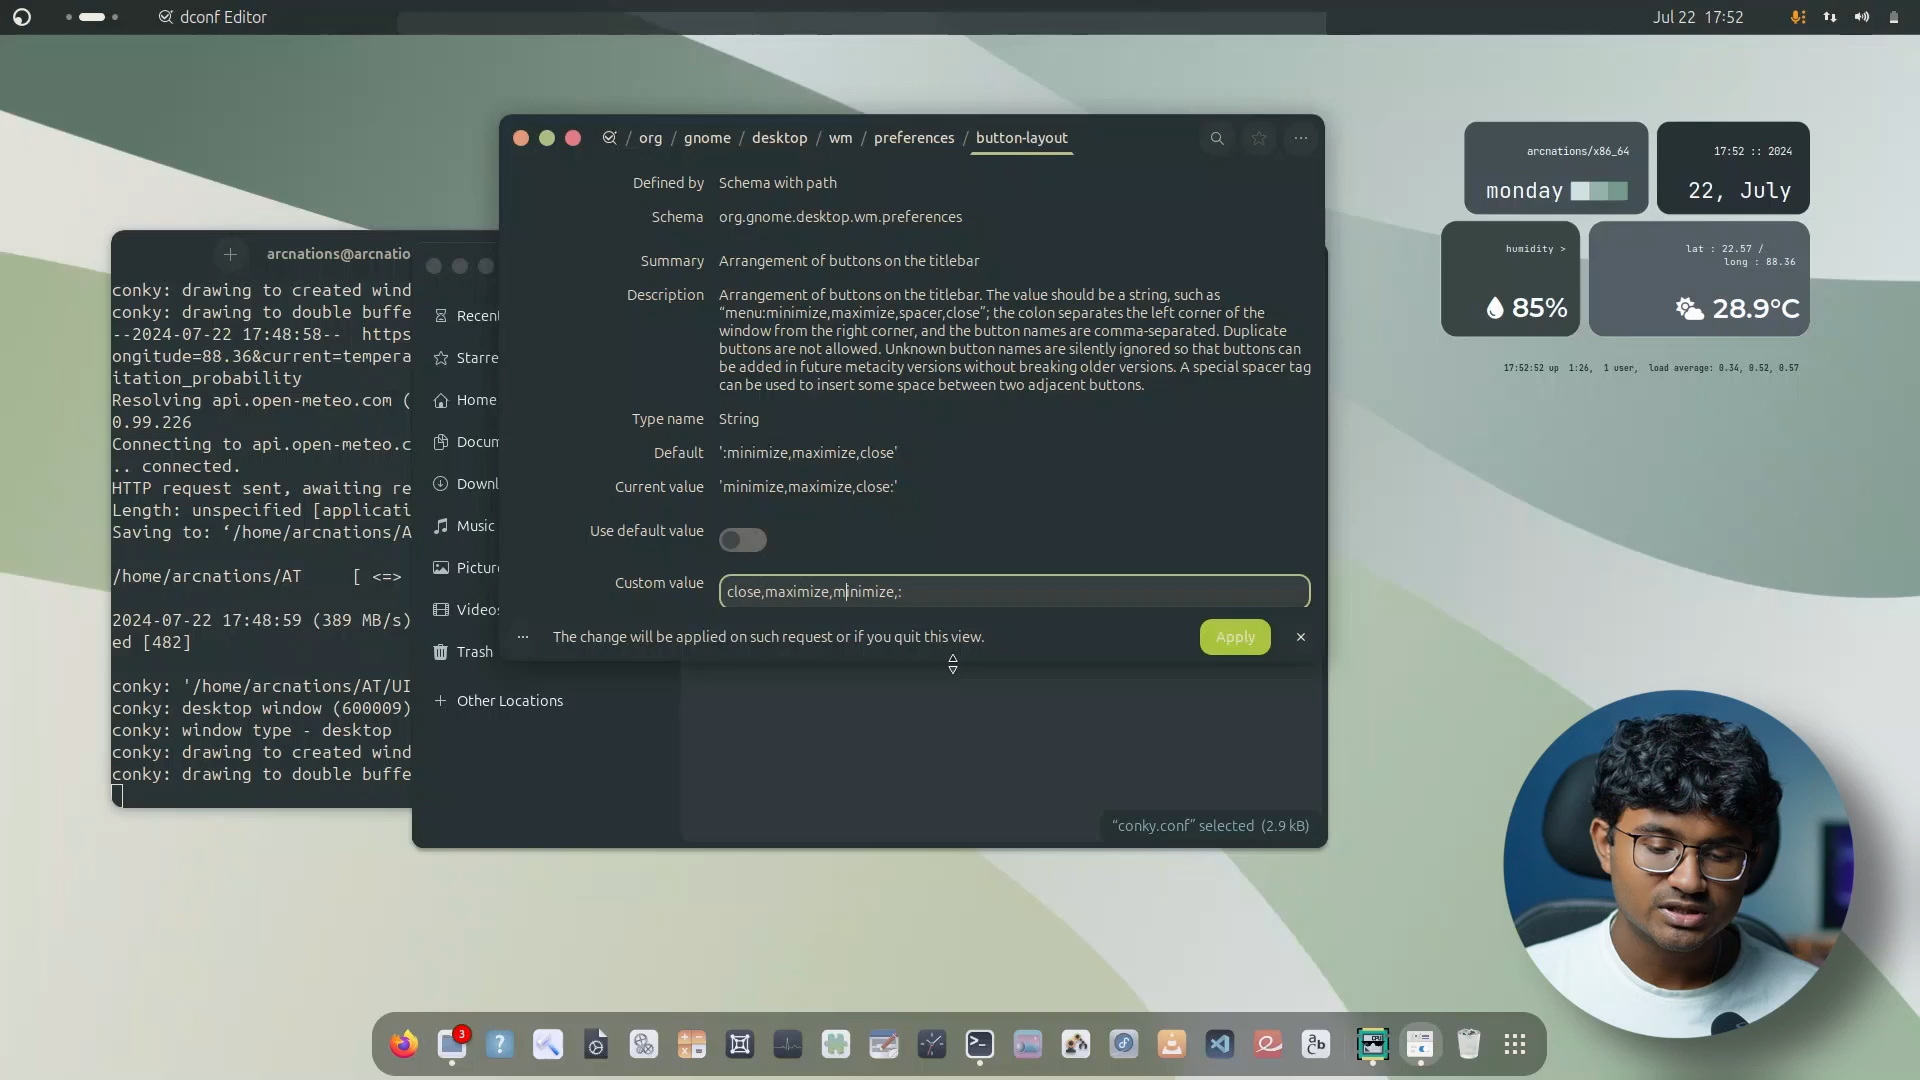 dconf Editor
Jul 22 17:52
/ org / gnome / desktop / wm / preferences / button-layout
Defined by Schema with path
Schema org.gnome.desktop.wm.preferences
Summary Arrangement of buttons on the titlebar
Description Arrangement of buttons on the titlebar. The value should be a string, such as
“menu:minimize,maximize,spacer,close”; the colon separates the left corner of the
window from the right corner, and the button names are comma-separated. Duplicate
buttons are not allowed. Unknown button names are silently ignored so that buttons can
be added in future metacity versions without breaking older versions. A special spacer tag
can be used to insert some space between two adjacent buttons.
Type name String
Default ':minimize,maximize,close'
Current value 'minimize,maximize,close:'
Use default value
Custom value close,maximize,minimize,:
The change will be applied on such request or if you quit this view.
Apply
arcnations@arcnatio
conky: drawing to created wind
conky: drawing to double buffe
--2024-07-22 17:48:58-- https
ongitude=88.36&current=tempera
itation_probability
Resolving api.open-meteo.com (
0.99.226
Connecting to api.open-meteo.c
.. connected.
HTTP request sent, awaiting re
Length: unspecified [applicati
Saving to: ‘/home/arcnations/A
/home/arcnations/AT [ <=>
2024-07-22 17:48:59 (389 MB/s)
ed [482]
conky: '/home/arcnations/AT/UI
conky: desktop window (600009)
conky: window type - desktop
conky: drawing to created wind
conky: drawing to double buffe
Recent
Starre
Home
Docum
Downl
Music
Picture
Videos
Trash
Other Locations
“conky.conf” selected (2.9 kB)
arcnations/x86_64
monday
17:52 :: 2024
22, July
humidity >
85%
lat : 22.57 /
long : 88.36
28.9°C
17:52:52 up 1:26, 1 user, load average: 0.34, 0.52, 0.57
3
?
ab
CPU